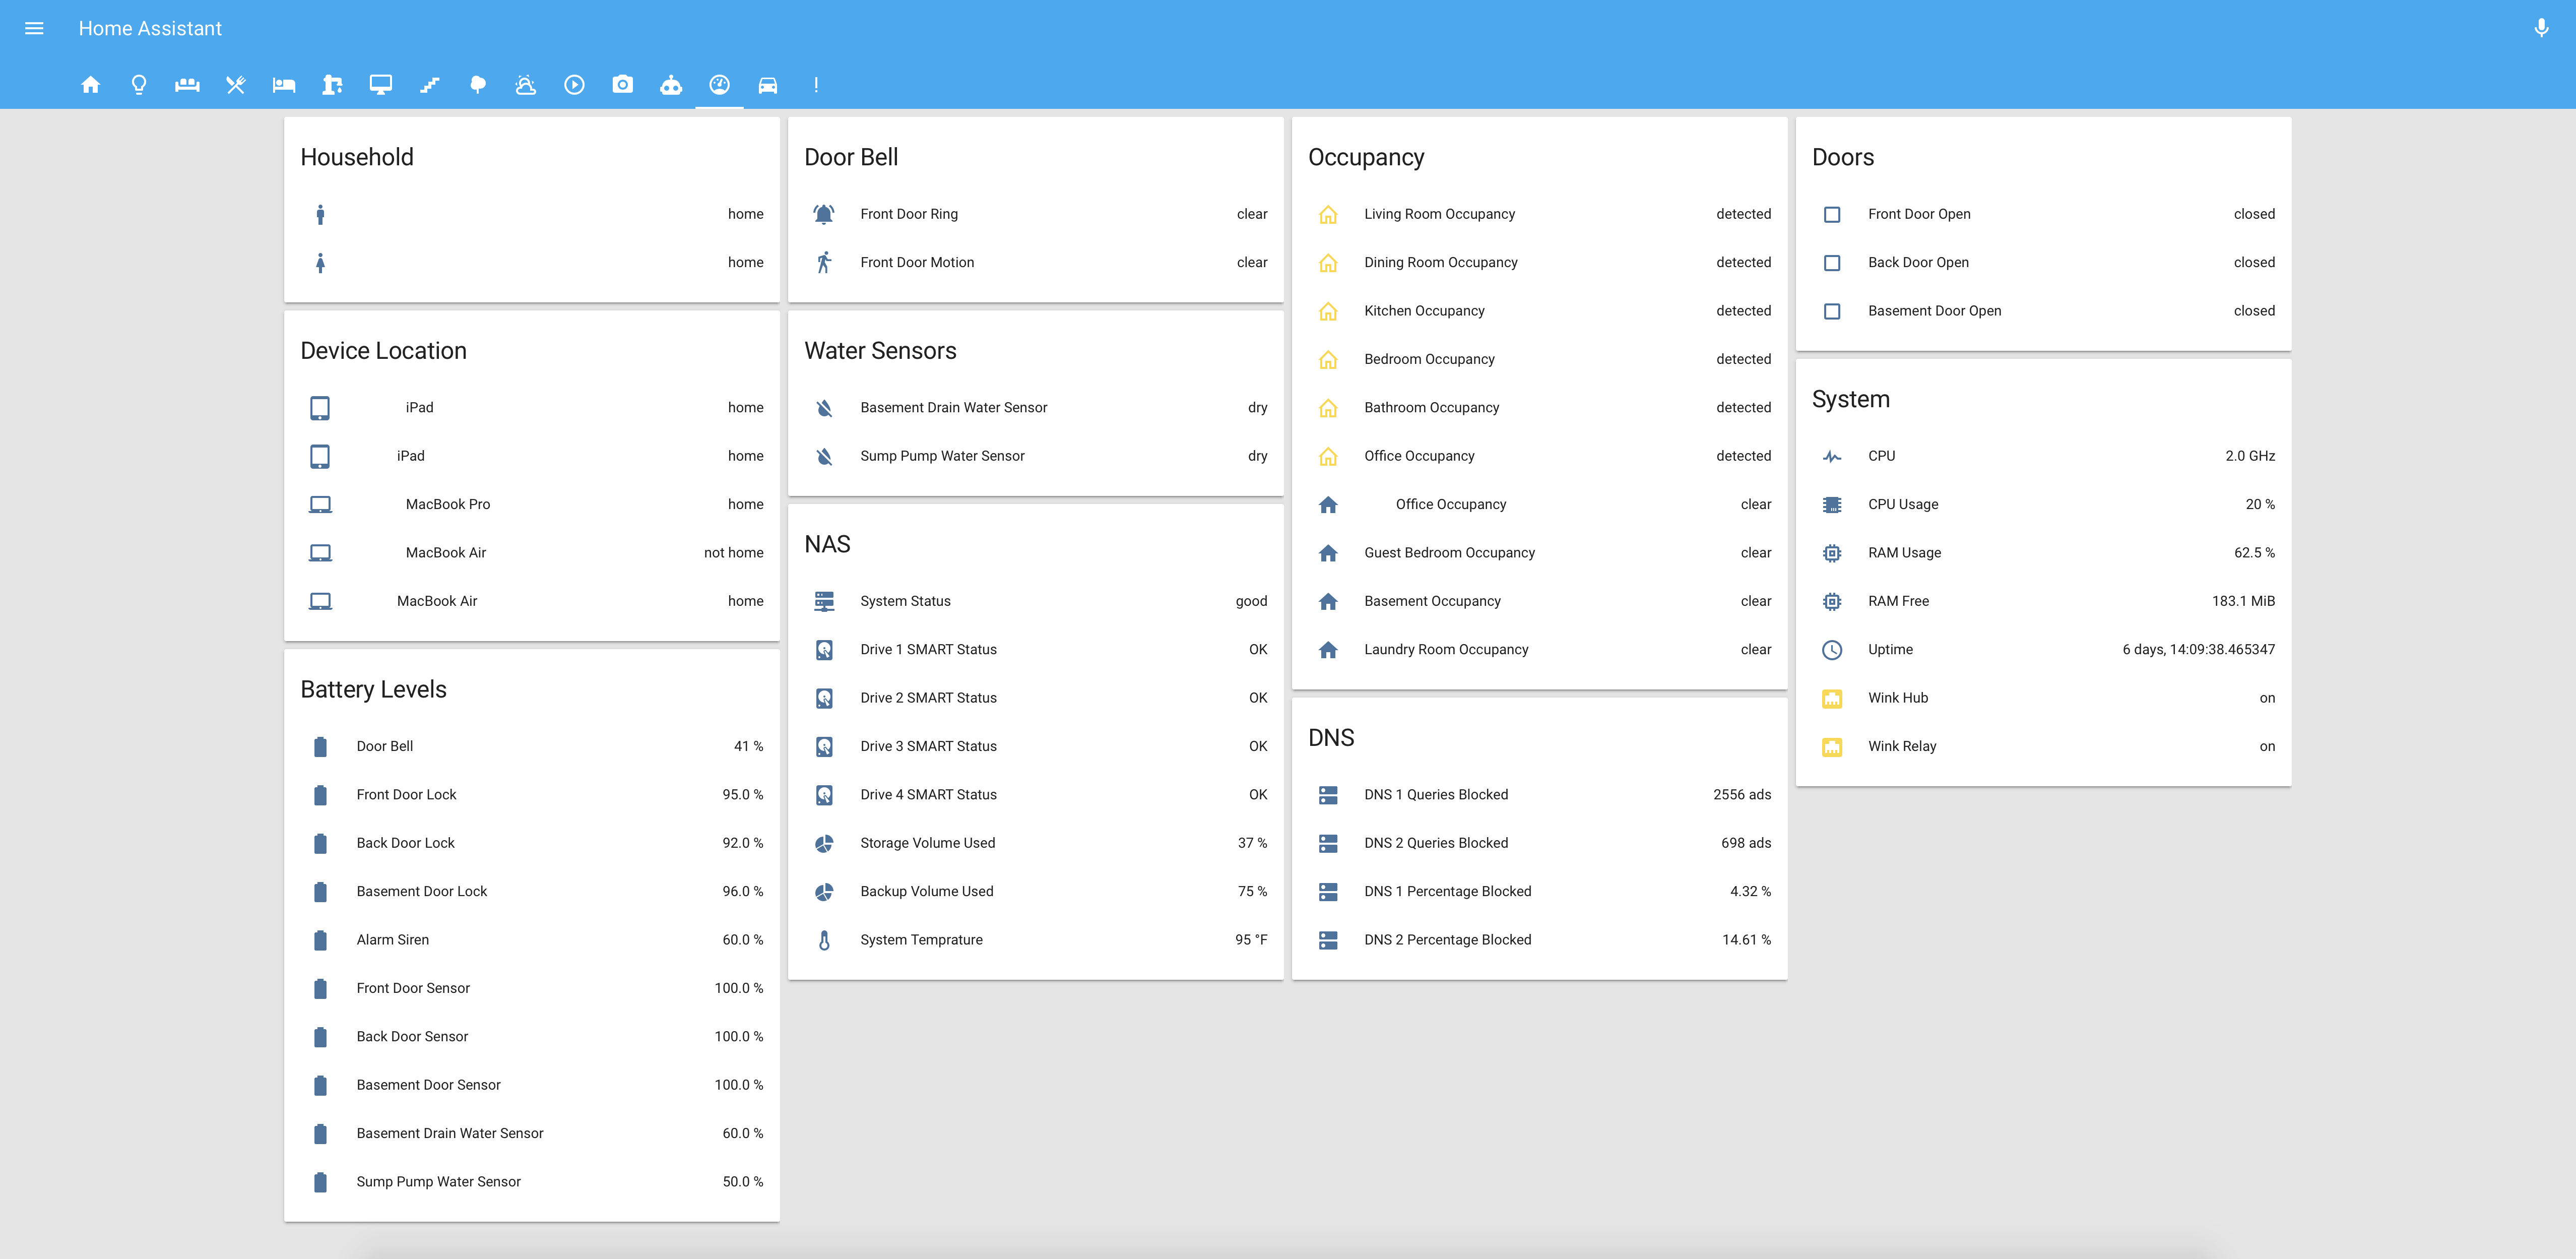 Home Assistant
Household
home
home
Device Location
iPad home
iPad home
MacBook Pro home
MacBook Air not home
MacBook Air home
Battery Levels
Door Bell 41 %
Front Door Lock 95.0 %
Back Door Lock 92.0 %
Basement Door Lock 96.0 %
Alarm Siren 60.0 %
Front Door Sensor 100.0 %
Back Door Sensor 100.0 %
Basement Door Sensor 100.0 %
Basement Drain Water Sensor 60.0 %
Sump Pump Water Sensor 50.0 %
Door Bell
Front Door Ring clear
Front Door Motion clear
Water Sensors
Basement Drain Water Sensor dry
Sump Pump Water Sensor dry
NAS
System Status good
Drive 1 SMART Status OK
Drive 2 SMART Status OK
Drive 3 SMART Status OK
Drive 4 SMART Status OK
Storage Volume Used 37 %
Backup Volume Used 75 %
System Temprature 95 °F
Occupancy
Living Room Occupancy detected
Dining Room Occupancy detected
Kitchen Occupancy detected
Bedroom Occupancy detected
Bathroom Occupancy detected
Office Occupancy detected
Office Occupancy clear
Guest Bedroom Occupancy clear
Basement Occupancy clear
Laundry Room Occupancy clear
DNS
DNS 1 Queries Blocked 2556 ads
DNS 2 Queries Blocked 698 ads
DNS 1 Percentage Blocked 4.32 %
DNS 2 Percentage Blocked 14.61 %
Doors
Front Door Open closed
Back Door Open closed
Basement Door Open closed
System
CPU 2.0 GHz
CPU Usage 20 %
RAM Usage 62.5 %
RAM Free 183.1 MiB
Uptime 6 days, 14:09:38.465347
Wink Hub on
Wink Relay on